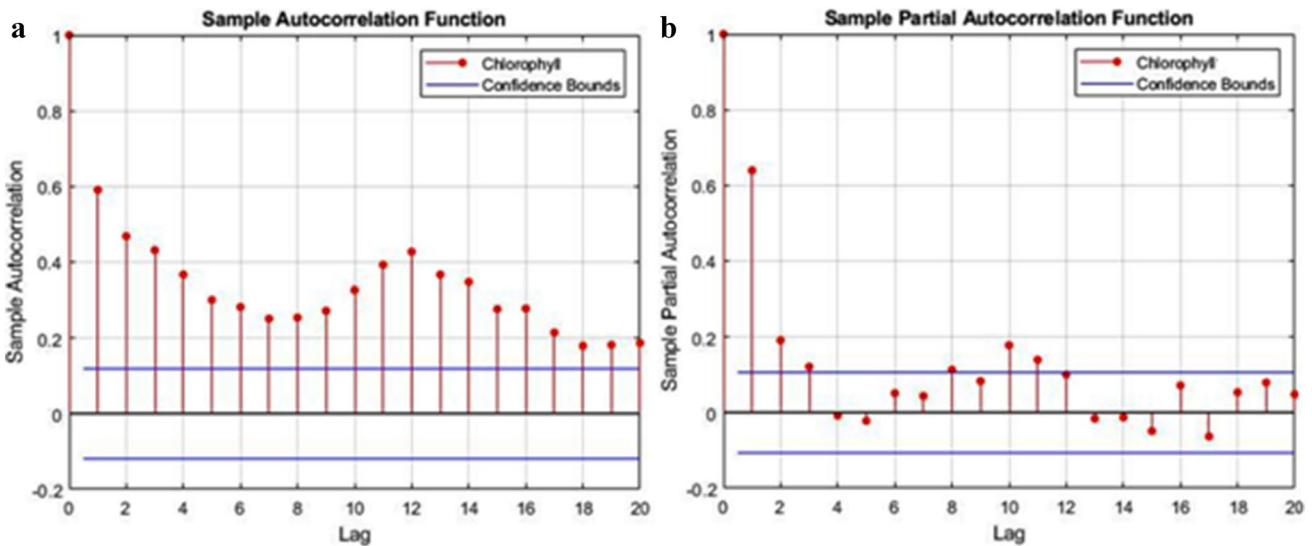 a
Sample Autocorrelation Function
Chlorophyll
Confidence Bounds
Sample Autocorrelation
1
0.8
0.6
0.4
0.2
0
-0.2
0 2 4 6 8 10 12 14 16 18 20
Lag
b
Sample Partial Autocorrelation Function
Chlorophyll
Confidence Bounds
Sample Partial Autocorrelation
1
0.8
0.6
0.4
0.2
0
-0.2
0 2 4 6 8 10 12 14 16 18 20
Lag